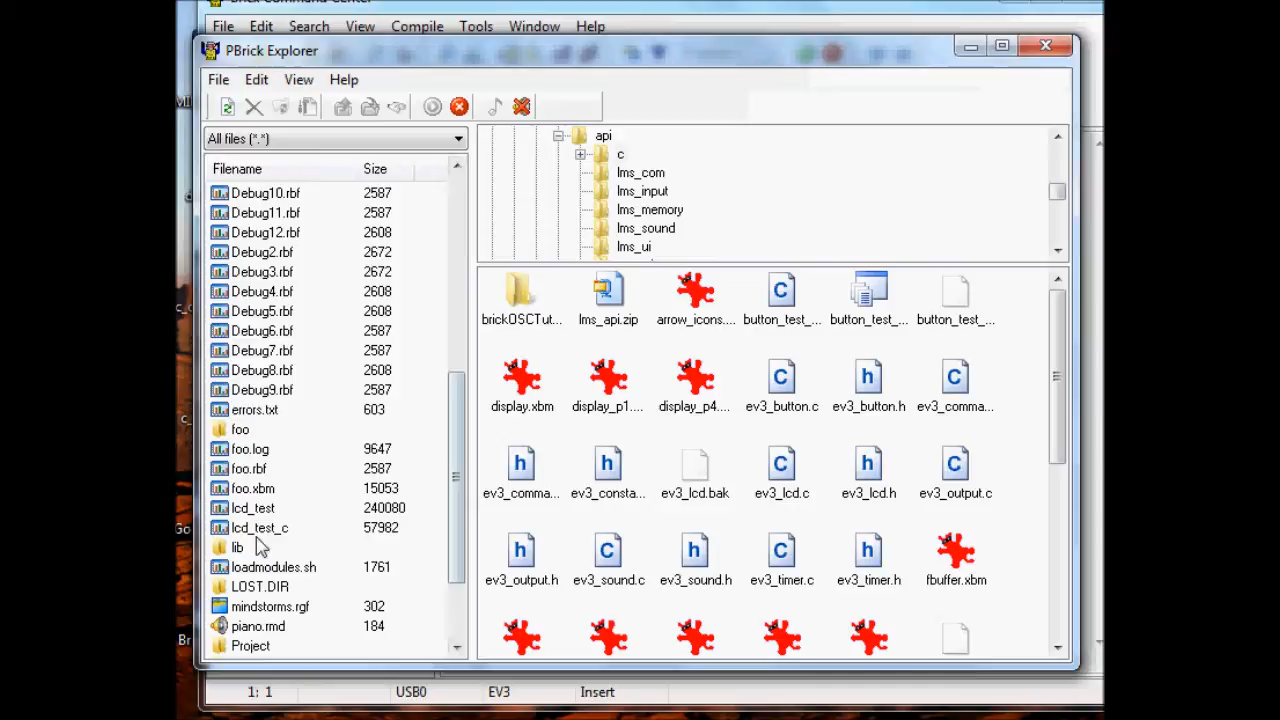 File Edit Search View Compile Tools Window Help
PBrick Explorer
File Edit View Help
All files (*.*)
Filename Size
Debug10.rbf 2587
Debug11.rbf 2587
Debug12.rbf 2608
Debug2.rbf 2672
Debug3.rbf 2672
Debug4.rbf 2608
Debug5.rbf 2608
Debug6.rbf 2587
Debug7.rbf 2587
Debug8.rbf 2608
Debug9.rbf 2587
errors.txt 603
foo
foo.log 9647
foo.rbf 2587
foo.xbm 15053
lcd_test 240080
lcd_test_c 57982
lib
loadmodules.sh 1761
LOST.DIR
mindstorms.rgf 302
piano.rmd 184
Project
api
c
lms_com
lms_input
lms_memory
lms_sound
lms_ui
brickOSCTut... lms_api.zip arrow_icons.... button_test_... button_test_... button_test_...
display.xbm display_p1.... display_p4.... ev3_button.c ev3_button.h ev3_comma...
ev3_comma... ev3_consta... ev3_lcd.bak ev3_lcd.c ev3_lcd.h ev3_output.c
ev3_output.h ev3_sound.c ev3_sound.h ev3_timer.c ev3_timer.h fbuffer.xbm
1: 1 USB0 EV3 Insert